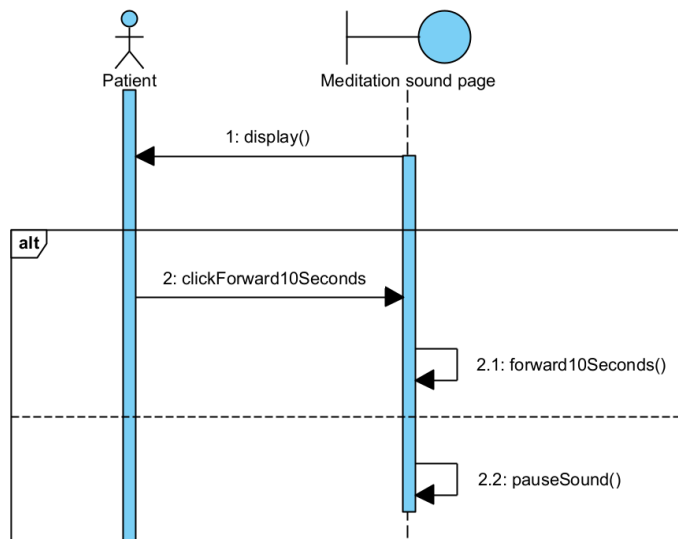 Patient
Meditation sound page
1: display()
alt
2: clickForward10Seconds
2.1: forward10Seconds()
2.2: pauseSound()